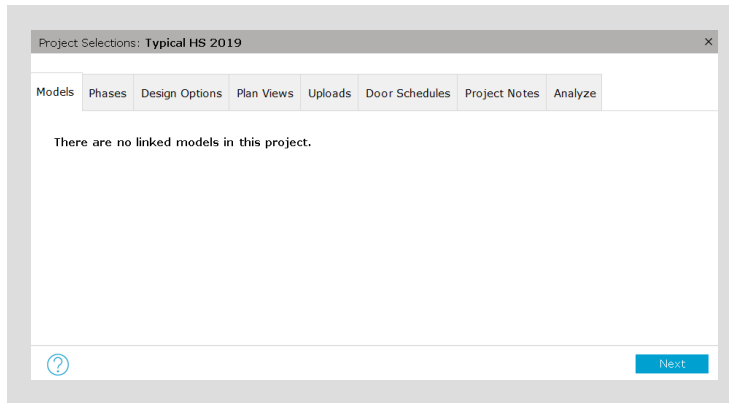 Project Selections: Typical HS 2019 ×
Models Phases Design Options Plan Views Uploads Door Schedules Project Notes Analyze
There are no linked models in this project.
? Next